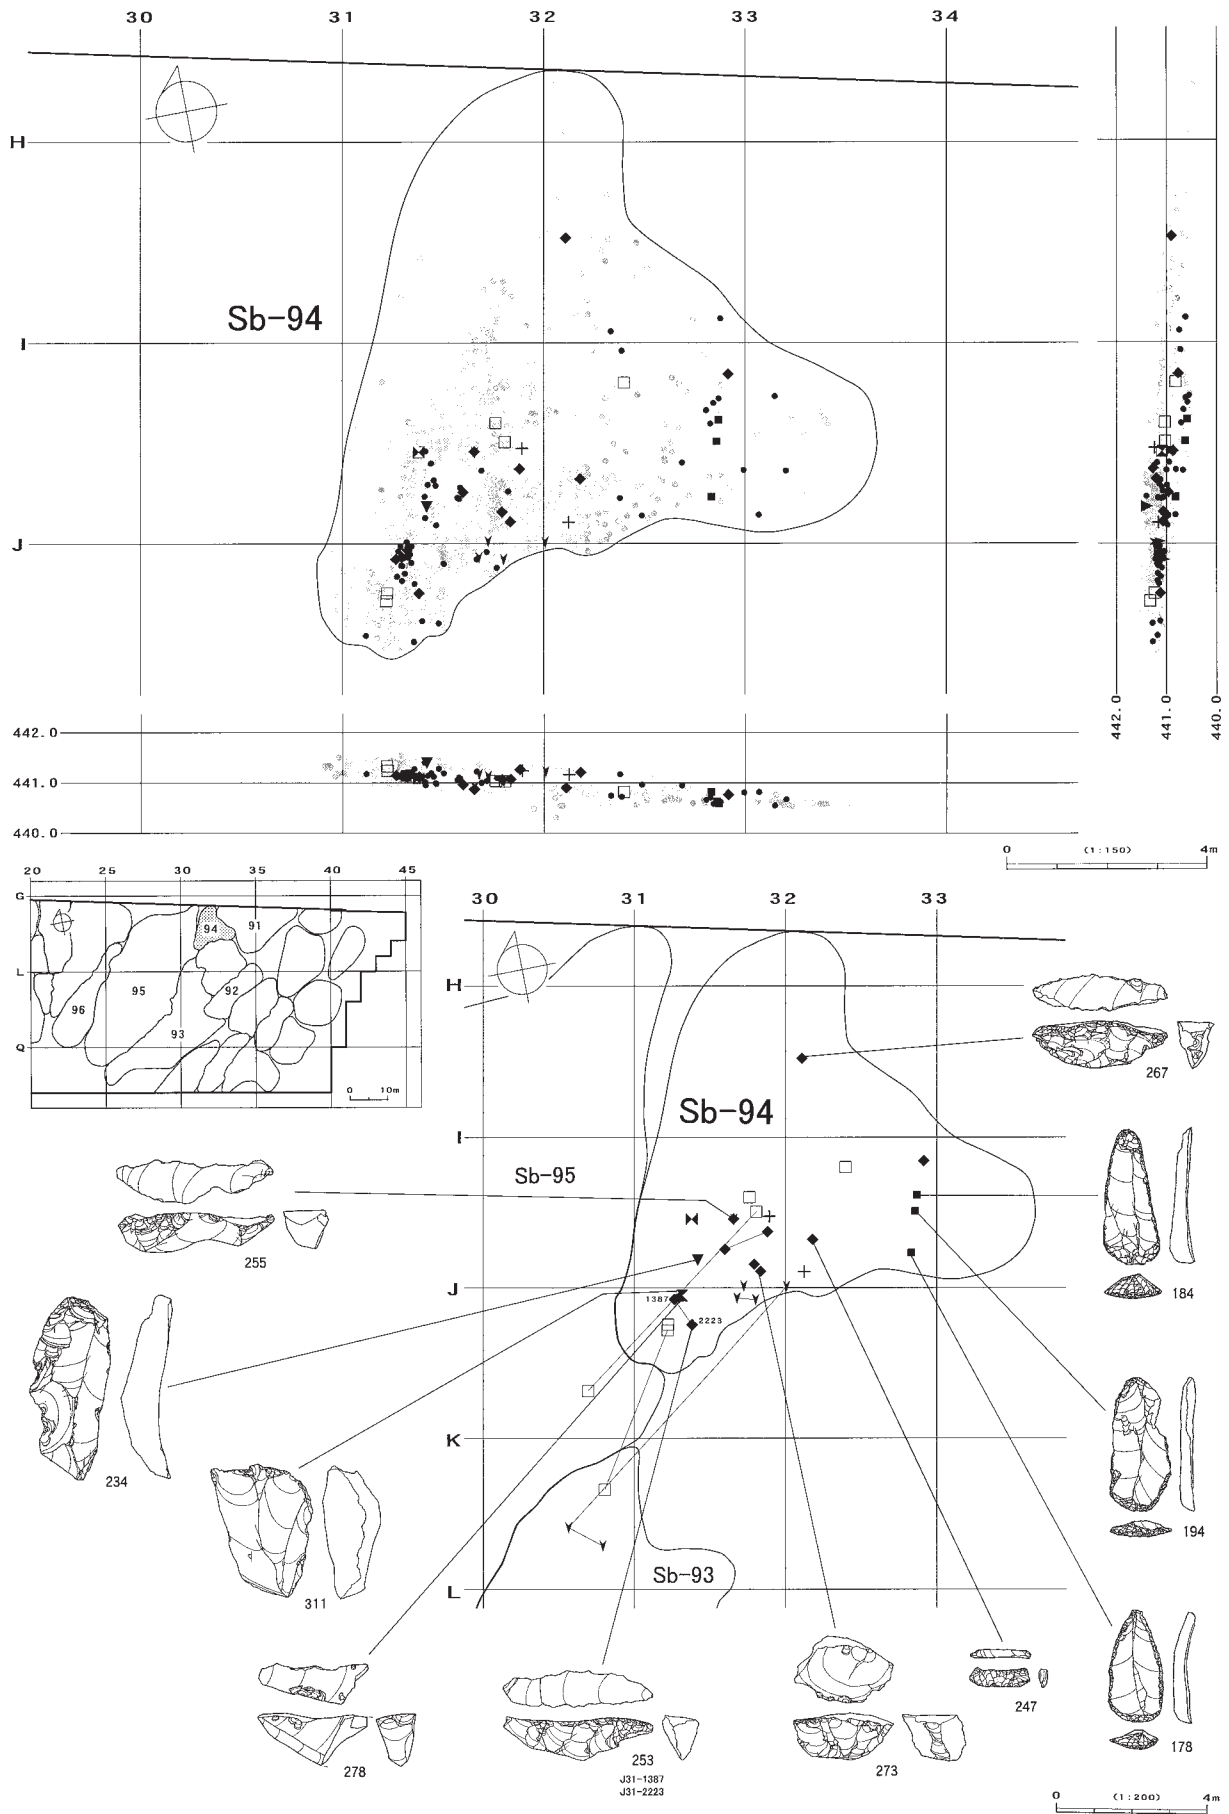 30 31 32 33 34
H
Sb-94
I
J
442.0 441.0 440.0
442.0
441.0
440.0
0 (1:150) 4m
20 25 30 35 40 45
G
94 91
L
95 92
96
93
Q
0 10m
30 31 32 33
H
267
Sb-94
I
Sb-95
255
184
J
1387
2223
234
194
K
311
Sb-93
L
247
178
278
253
273
J31-1387
J31-2223
0 (1:200) 4m